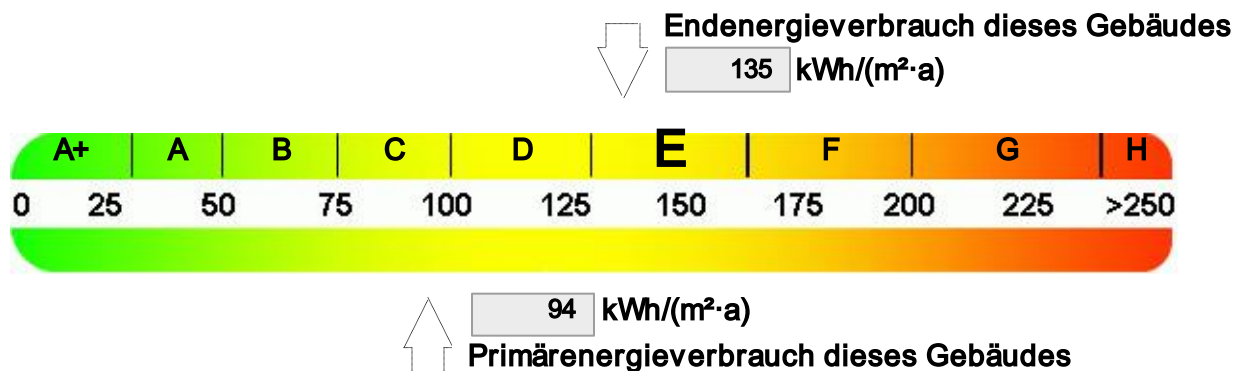 Endenergieverbrauch dieses Gebäudes
135 kWh/(m²·a)
A+ A B C D E F G H
0 25 50 75 100 125 150 175 200 225 >250
94 kWh/(m²·a)
Primärenergieverbrauch dieses Gebäudes